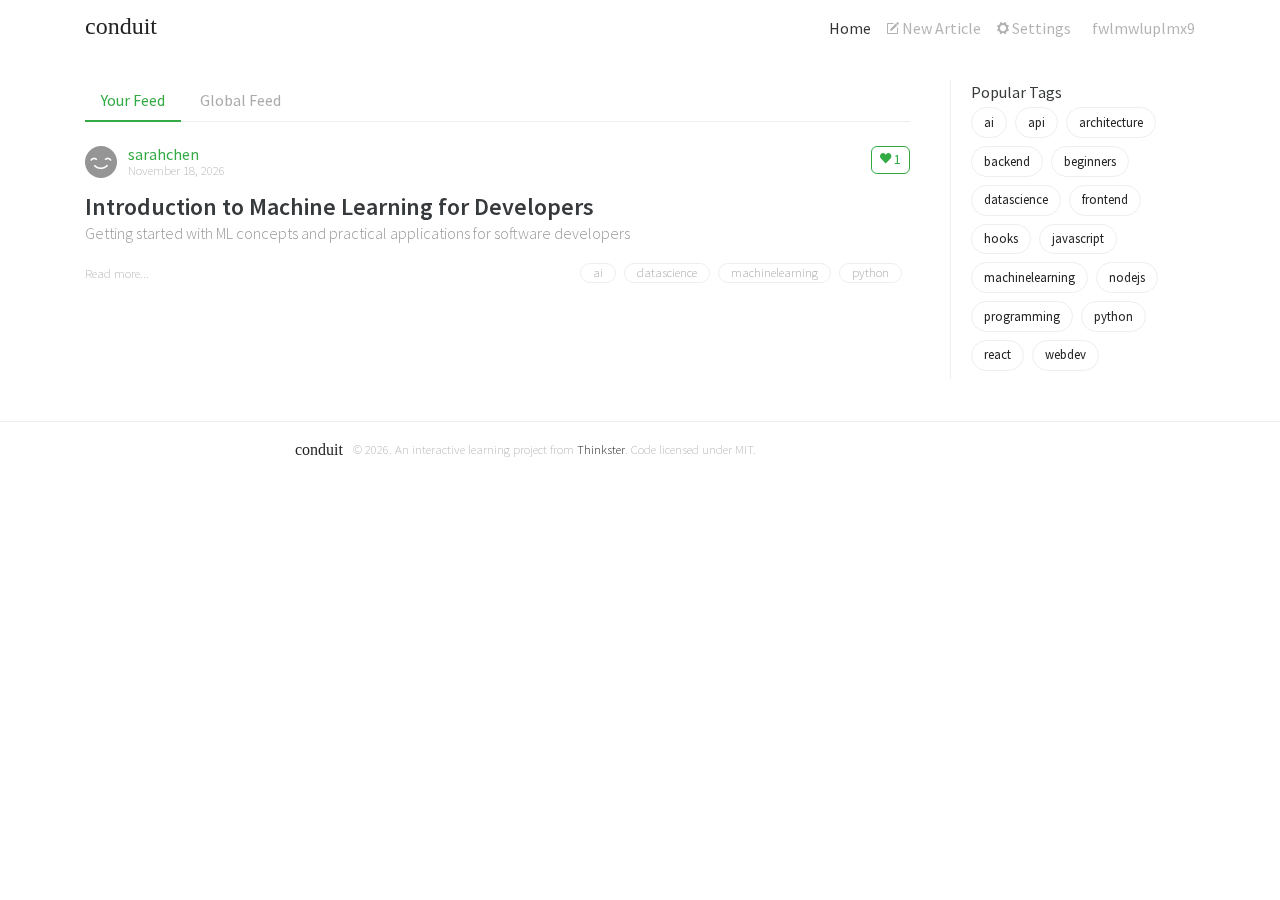 conduit
Home New Article Settings fwlmwluplmx9
Your Feed Global Feed
sarahchen
November 18, 2026
1
Introduction to Machine Learning for Developers
Getting started with ML concepts and practical applications for software developers
Read more...
ai datascience machinelearning python
Popular Tags
ai api architecture
backend beginners
datascience frontend
hooks javascript
machinelearning nodejs
programming python
react webdev
conduit © 2026. An interactive learning project from Thinkster. Code licensed under MIT.